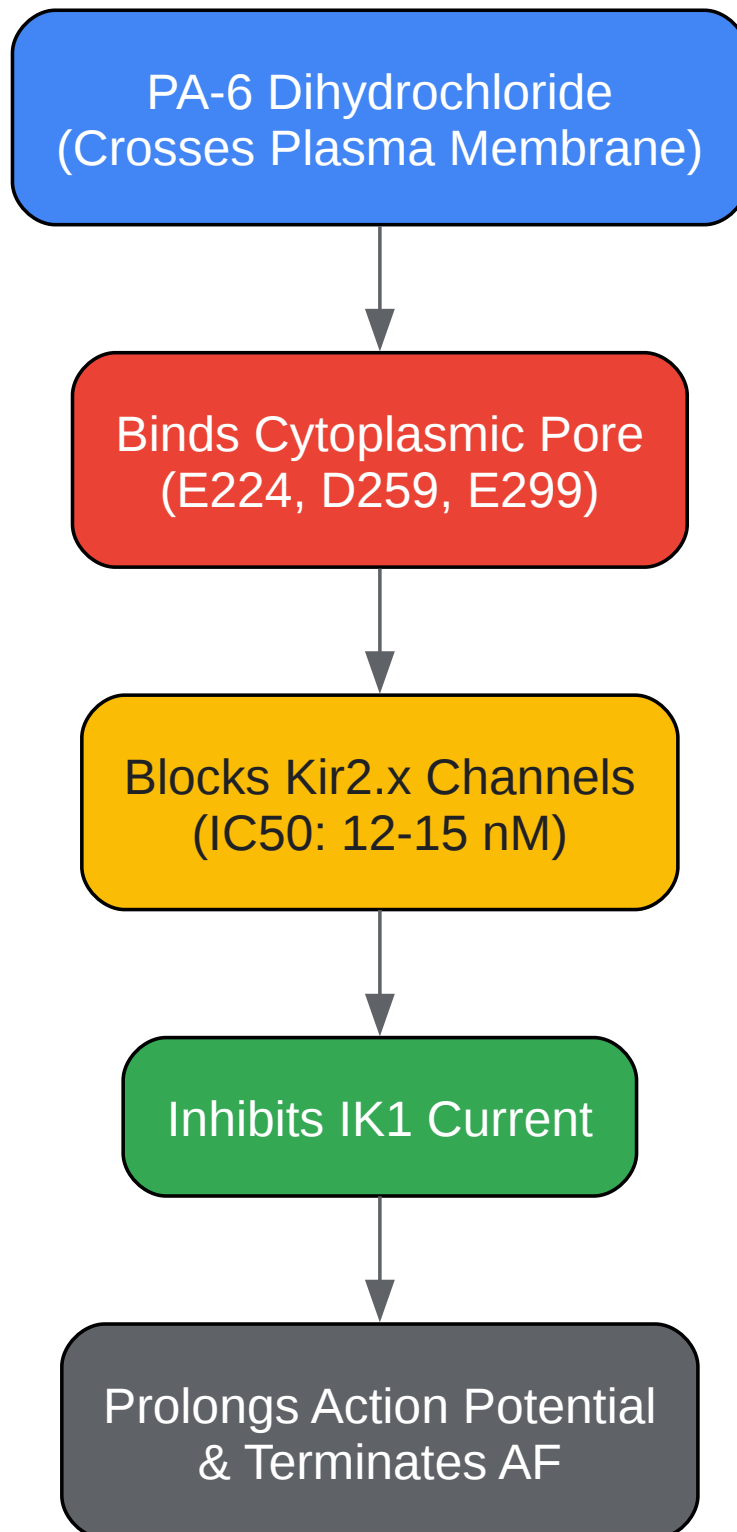 PA-6 Dihydrochloride
(Crosses Plasma Membrane)
Binds Cytoplasmic Pore
(E224, D259, E299)
Blocks Kir2.x Channels
(IC50: 12-15 nM)
Inhibits IK1 Current
Prolongs Action Potential
& Terminates AF